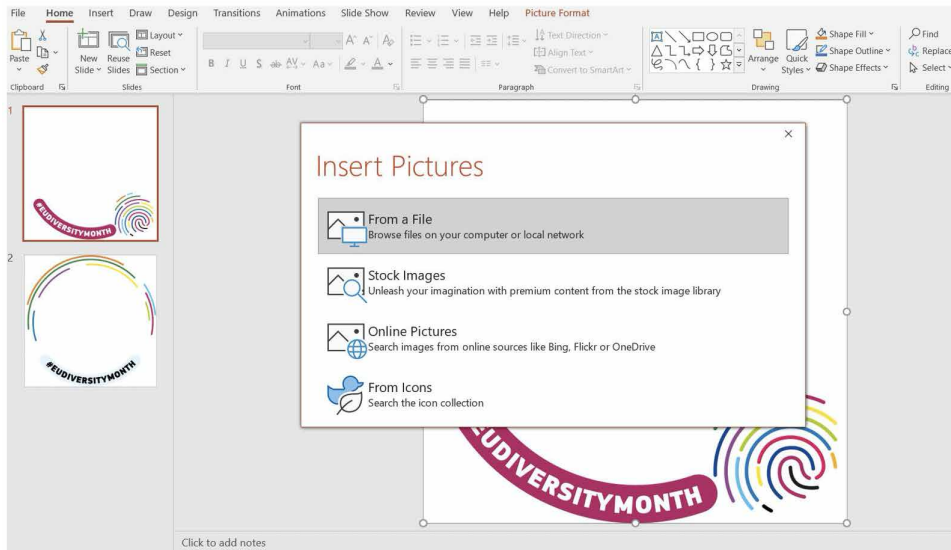 File Home Insert Draw Design Transitions Animations Slide Show Review View Help Picture Format
Paste
Clipboard
New Slide
Reuse Slides
Layout
Reset
Section
Slides
B I U S ab AV Aa A
Font
Text Direction
Align Text
Convert to SmartArt
Paragraph
Arrange
Quick Styles
Shape Fill
Shape Outline
Shape Effects
Drawing
Find
Replace
Select
Editing
1
#EUDIVERSITYMONTH
2
#EUDIVERSITYMONTH
Insert Pictures
From a File
Browse files on your computer or local network
Stock Images
Unleash your imagination with premium content from the stock image library
Online Pictures
Search images from online sources like Bing, Flickr or OneDrive
From Icons
Search the icon collection
UDIVERSITYMONTH
Click to add notes